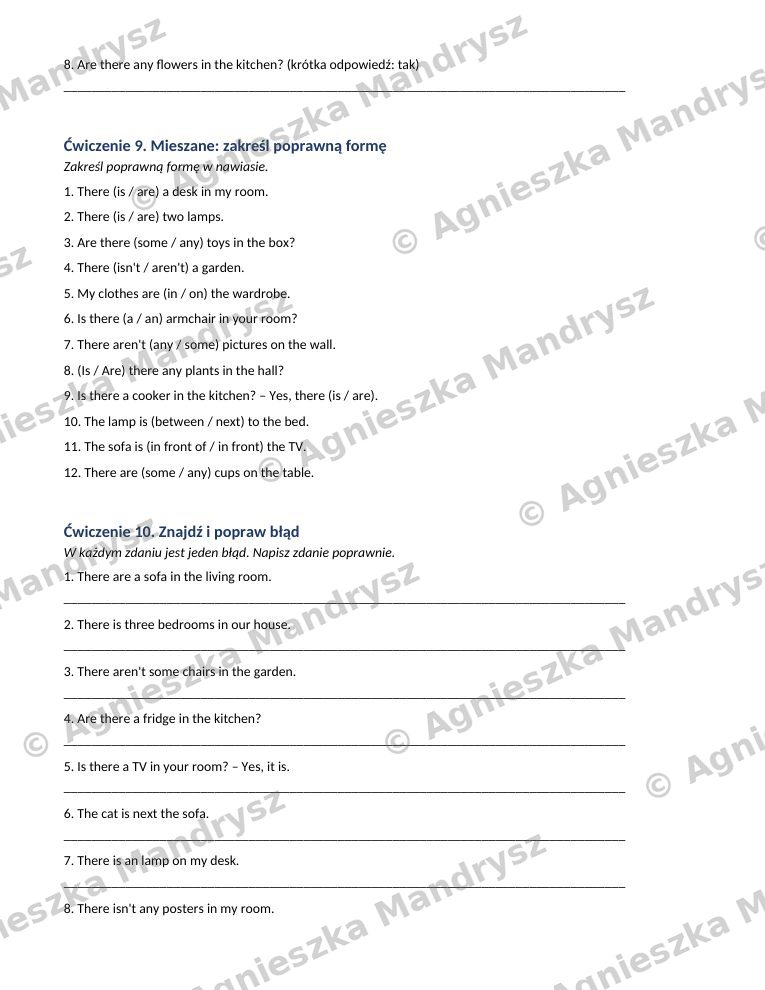 8. Are there any flowers in the kitchen? (krótka odpowiedź: tak)
Ćwiczenie 9. Mieszane: zakreśl poprawną formę
Zakreśl poprawną formę w nawiasie.
1. There (is / are) a desk in my room.
2. There (is / are) two lamps.
3. Are there (some / any) toys in the box?
4. There (isn't / aren't) a garden.
5. My clothes are (in / on) the wardrobe.
6. Is there (a / an) armchair in your room?
7. There aren't (any / some) pictures on the wall.
8. (Is / Are) there any plants in the hall?
9. Is there a cooker in the kitchen? – Yes, there (is / are).
10. The lamp is (between / next) to the bed.
11. The sofa is (in front of / in front) the TV.
12. There are (some / any) cups on the table.
Ćwiczenie 10. Znajdź i popraw błąd
W każdym zdaniu jest jeden błąd. Napisz zdanie poprawnie.
1. There are a sofa in the living room.
2. There is three bedrooms in our house.
3. There aren't some chairs in the garden.
4. Are there a fridge in the kitchen?
5. Is there a TV in your room? – Yes, it is.
6. The cat is next the sofa.
7. There is an lamp on my desk.
8. There isn't any posters in my room.
© Agnieszka Mandrysz